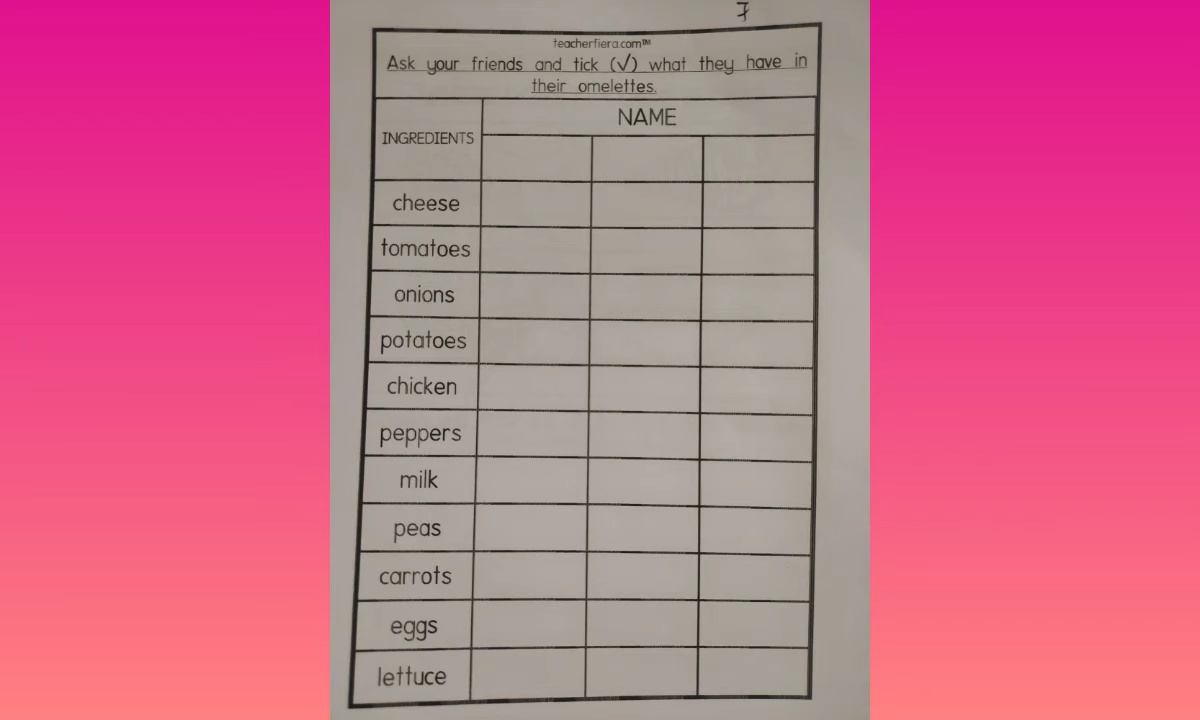 7
teacherfiera.com™
Ask your friends and tick (√) what they have in
their omelettes.
INGREDIENTS
NAME
cheese
tomatoes
onions
potatoes
chicken
peppers
milk
peas
carrots
eggs
lettuce